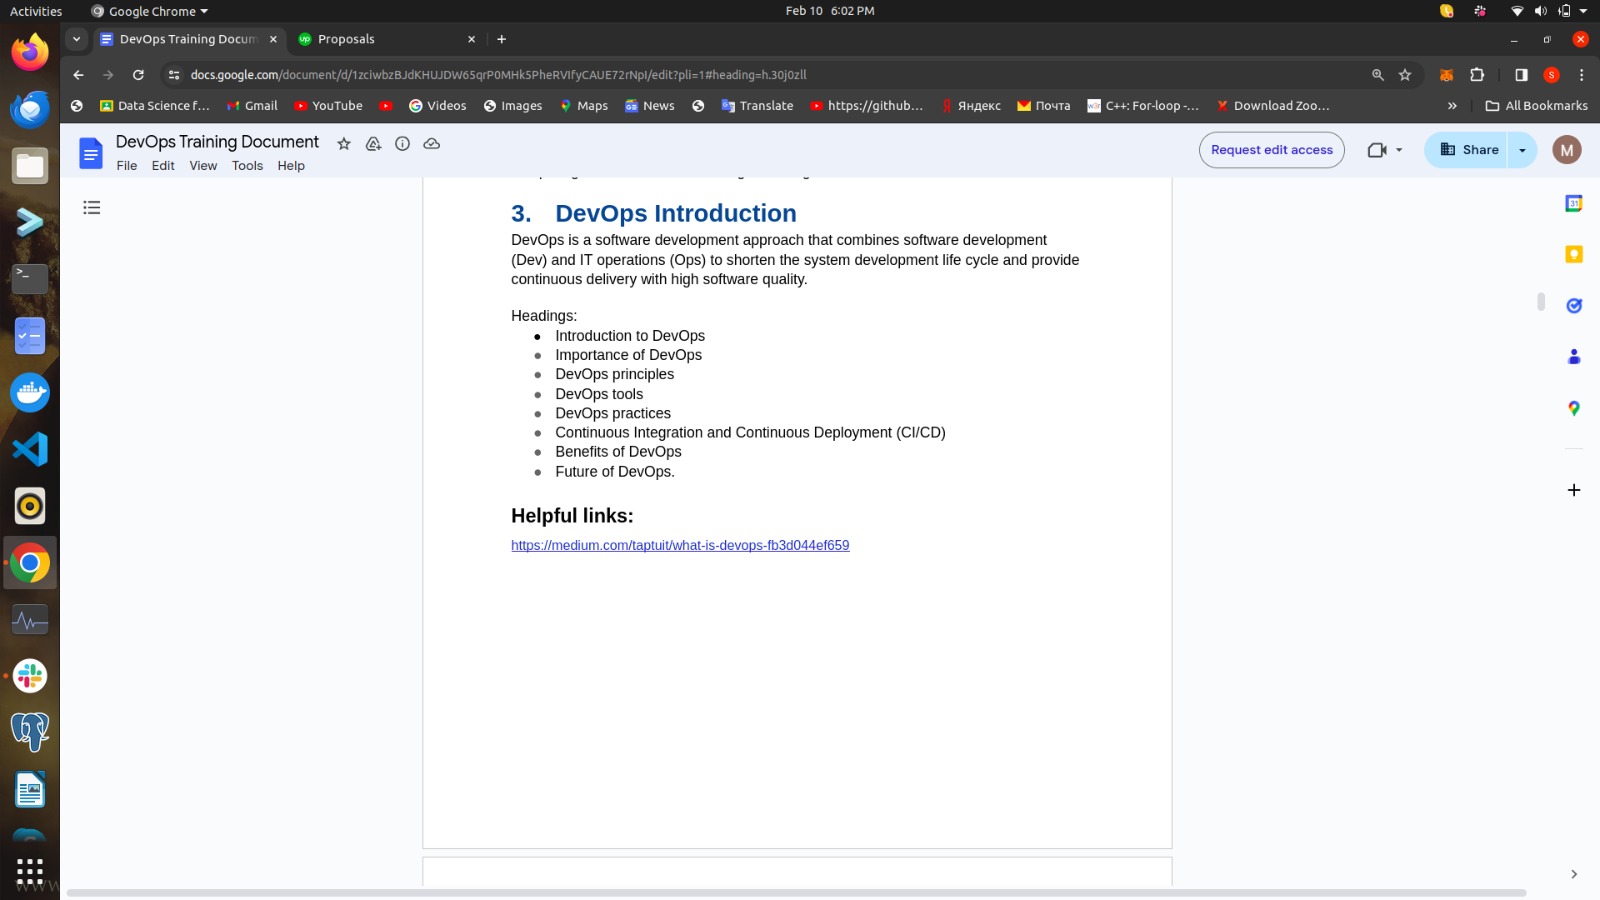 Activities
Google Chrome
Feb 10 6:02 PM
DevOps Training Docum
Proposals
docs.google.com/document/d/1zciwbzBJdKHUJDW65qrP0MHk5PheRVIfyCAUE72rNpI/edit?pli=1#heading=h.30j0zll
S
Data Science f...
Gmail
YouTube
Videos
Images
Maps
News
Translate
https://github...
Яндекс
Почта
C++: For-loop -...
Download Zoo...
»
All Bookmarks
DevOps Training Document
File Edit View Tools Help
Request edit access
Share
M
31
3. DevOps Introduction
DevOps is a software development approach that combines software development
(Dev) and IT operations (Ops) to shorten the system development life cycle and provide
continuous delivery with high software quality.
Headings:
● Introduction to DevOps
● Importance of DevOps
● DevOps principles
● DevOps tools
● DevOps practices
● Continuous Integration and Continuous Deployment (CI/CD)
● Benefits of DevOps
● Future of DevOps.
Helpful links:
https://medium.com/taptuit/what-is-devops-fb3d044ef659